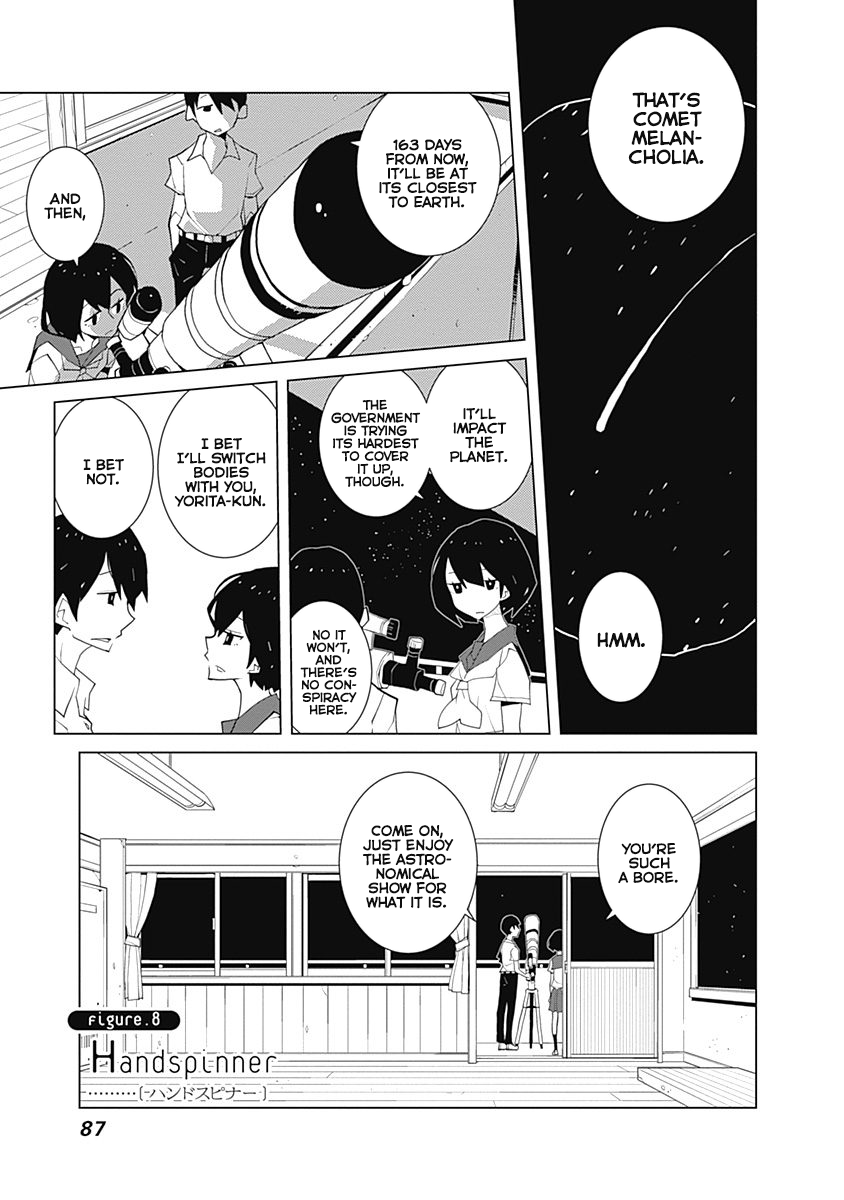 THAT'S
COMET
MELAN-
CHOLIA.
HMM.
163 DAYS
FROM NOW,
IT'LL BE AT
ITS CLOSEST
TO EARTH.
AND
THEN,
IT'LL
IMPACT
THE
PLANET.
THE
GOVERNMENT
IS TRYING
ITS HARDEST
TO COVER
IT UP,
THOUGH.
NO IT
WON'T,
AND
THERE'S
NO CON-
SPIRACY
HERE.
I BET
I'LL SWITCH
BODIES
WITH YOU,
YORITA-KUN.
I BET
NOT.
YOU'RE
SUCH
A BORE.
COME ON,
JUST ENJOY
THE ASTRO-
NOMICAL
SHOW FOR
WHAT IT IS.
Figure.8
Handspinner
………〔-ハンドスピナー〕
87